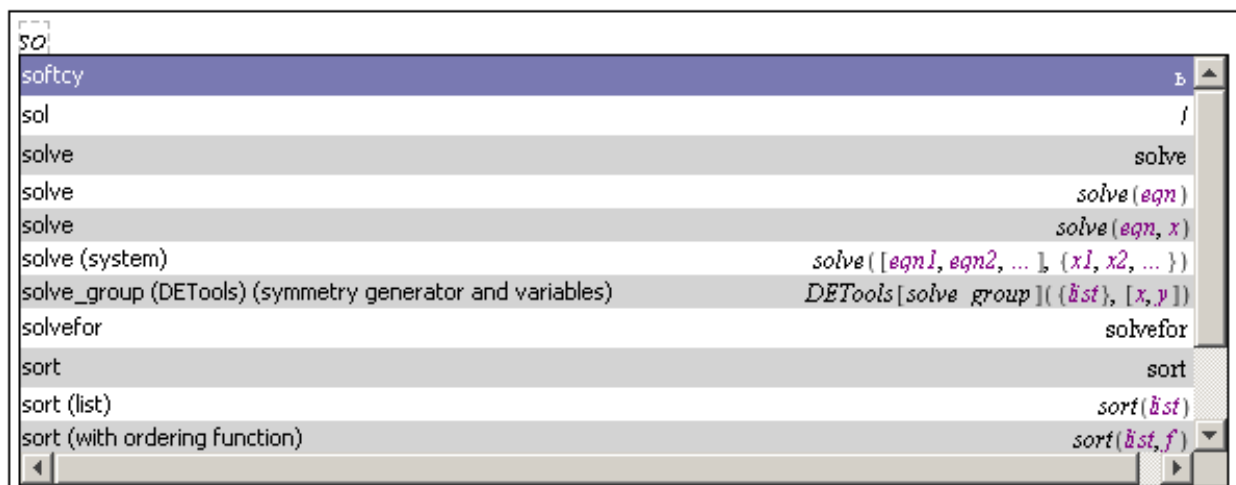 so
softcy ь
sol /
solve solve
solve solve(eqn)
solve solve(eqn, x)
solve (system) solve([eqn1, eqn2, ... ], {x1, x2, ... })
solve_group (DETools) (symmetry generator and variables) DETools[solve_group]({list}, [x, y])
solvefor solvefor
sort sort
sort (list) sort(list)
sort (with ordering function) sort(list, f)